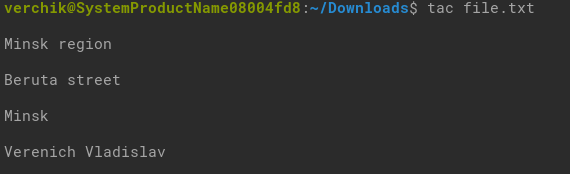 verchik@SystemProductName08004fd8:~/Downloads$ tac file.txt
Minsk region
Beruta street
Minsk
Verenich Vladislav